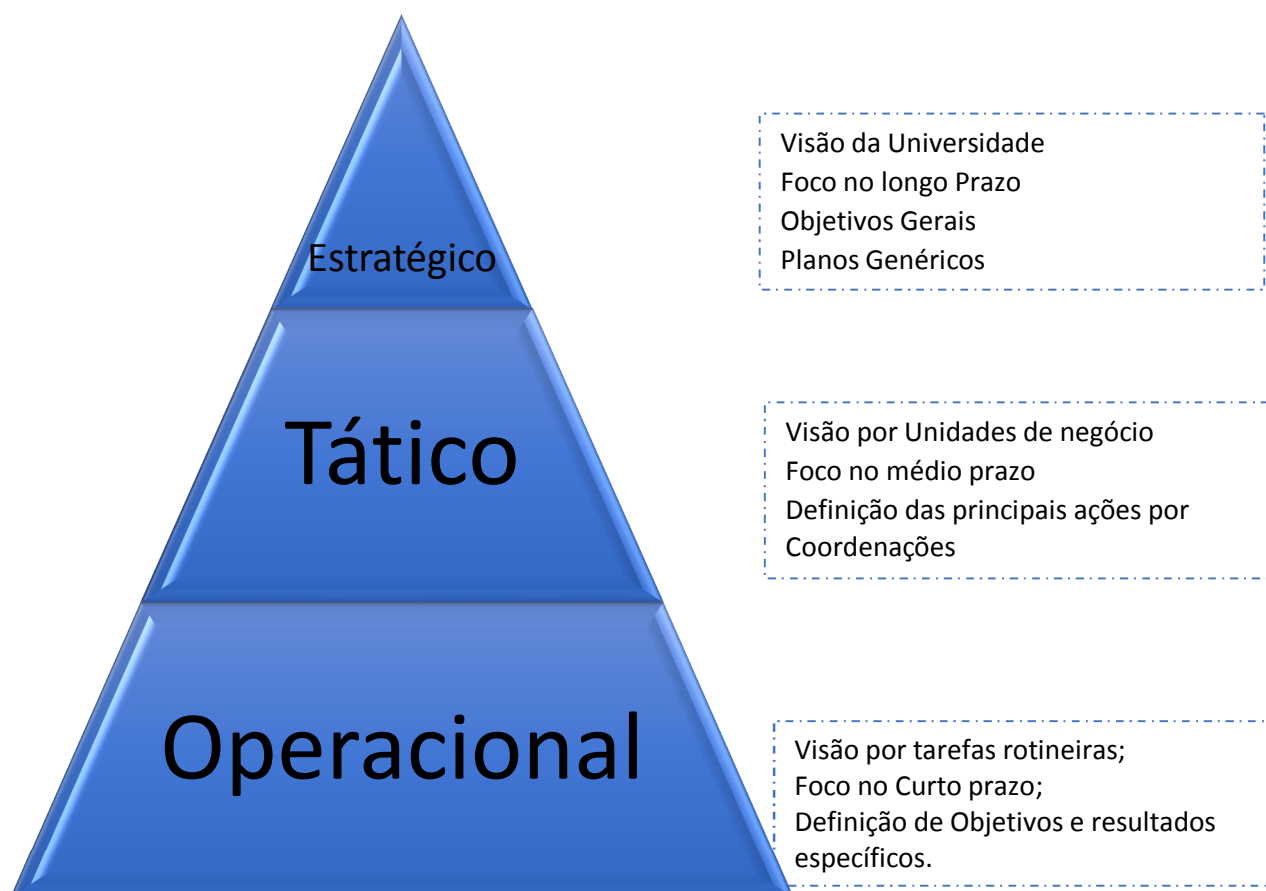 Estratégico
Visão da Universidade
Foco no longo Prazo
Objetivos Gerais
Planos Genéricos
Tático
Visão por Unidades de negócio
Foco no médio prazo
Definição das principais ações por
Coordenações
Operacional
Visão por tarefas rotineiras;
Foco no Curto prazo;
Definição de Objetivos e resultados
específicos.